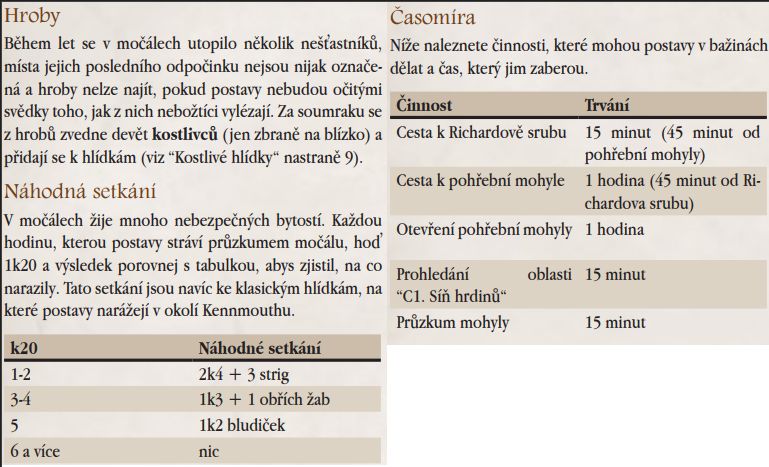 Hroby
Během let se v močálech utopilo několik nešťastníků,
místa jejich posledního odpočinku nejsou nijak označe-
ná a hroby nelze najít, pokud postavy nebudou očitými
svědky toho, jak z nich nebožtíci vylézají. Za soumraku se
z hrobů zvedne devět kostlivců (jen zbraně na blízko) a
přidají se k hlídkám (viz “Kostlivé hlídky“ nastraně 9).
Náhodná setkání
V močálech žije mnoho nebezpečných bytostí. Každou
hodinu, kterou postavy stráví průzkumem močálu, hoď
1k20 a výsledek porovnej s tabulkou, abys zjistil, na co
narazily. Tato setkání jsou navíc ke klasickým hlídkám, na
které postavy narážejí v okolí Kennmouthu.
k20 Náhodné setkání
1-2 2k4 + 3 strig
3-4 1k3 + 1 obřích žab
5 1k2 bludiček
6 a více nic
Časomíra
Níže naleznete činnosti, které mohou postavy v bažinách
dělat a čas, který jim zaberou.
Činnost Trvání
Cesta k Richardově srubu 15 minut (45 minut od
pohřební mohyly)
Cesta k pohřební mohyle 1 hodina (45 minut od Ri-
chardova srubu)
Otevření pohřební mohyly 1 hodina
Prohledání oblasti 15 minut
“C1. Síň hrdinů“
Průzkum mohyly 15 minut